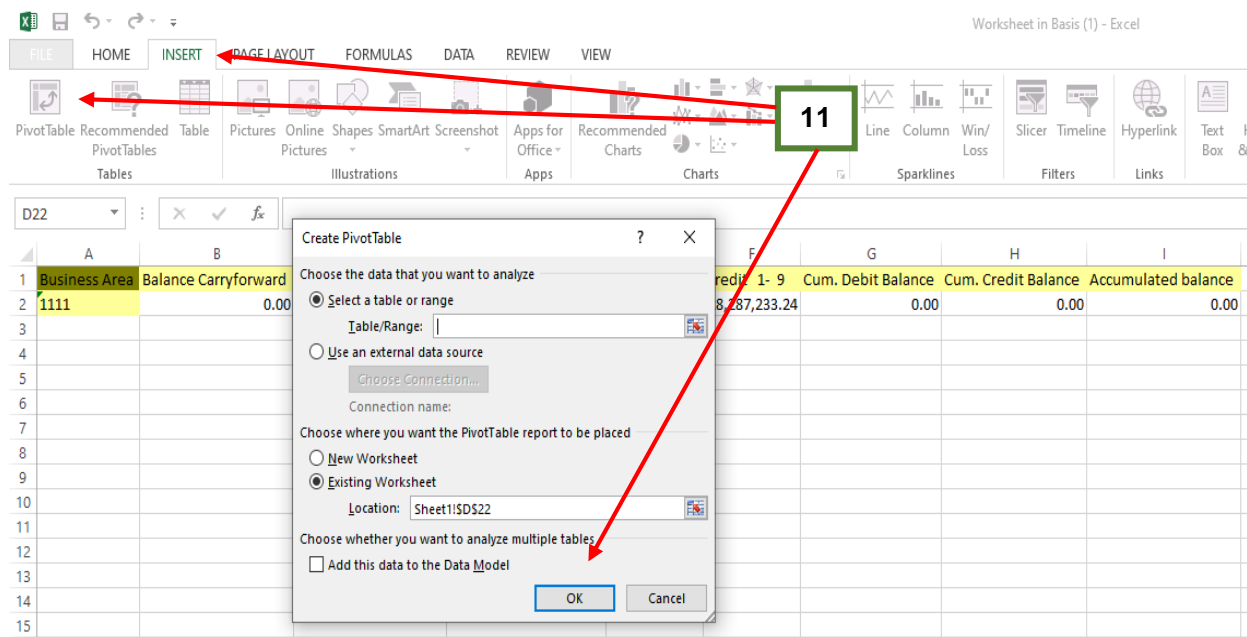 Worksheet in Basis (1) - Excel
FILE HOME INSERT PAGE LAYOUT FORMULAS DATA REVIEW VIEW
PivotTable Recommended PivotTables Table Pictures Online Pictures Shapes SmartArt Screenshot Apps for Office Recommended Charts Line Column Win/ Loss Slicer Timeline Hyperlink Text Box
11
Tables Illustrations Apps Charts Sparklines Filters Links
D22 fx
A B F G H I
1 Business Area Balance Carryforward redit 1- 9 Cum. Debit Balance Cum. Credit Balance Accumulated balance
2 1111 0.00 8,287,233.24 0.00 0.00 0.00
3
4
5
6
7
8
9
10
11
12
13
14
15
Create PivotTable ?
Choose the data that you want to analyze
Select a table or range
Table/Range:
Use an external data source
Choose Connection...
Connection name:
Choose where you want the PivotTable report to be placed
New Worksheet
Existing Worksheet
Location: Sheet1!$D$22
Choose whether you want to analyze multiple tables
Add this data to the Data Model
OK Cancel